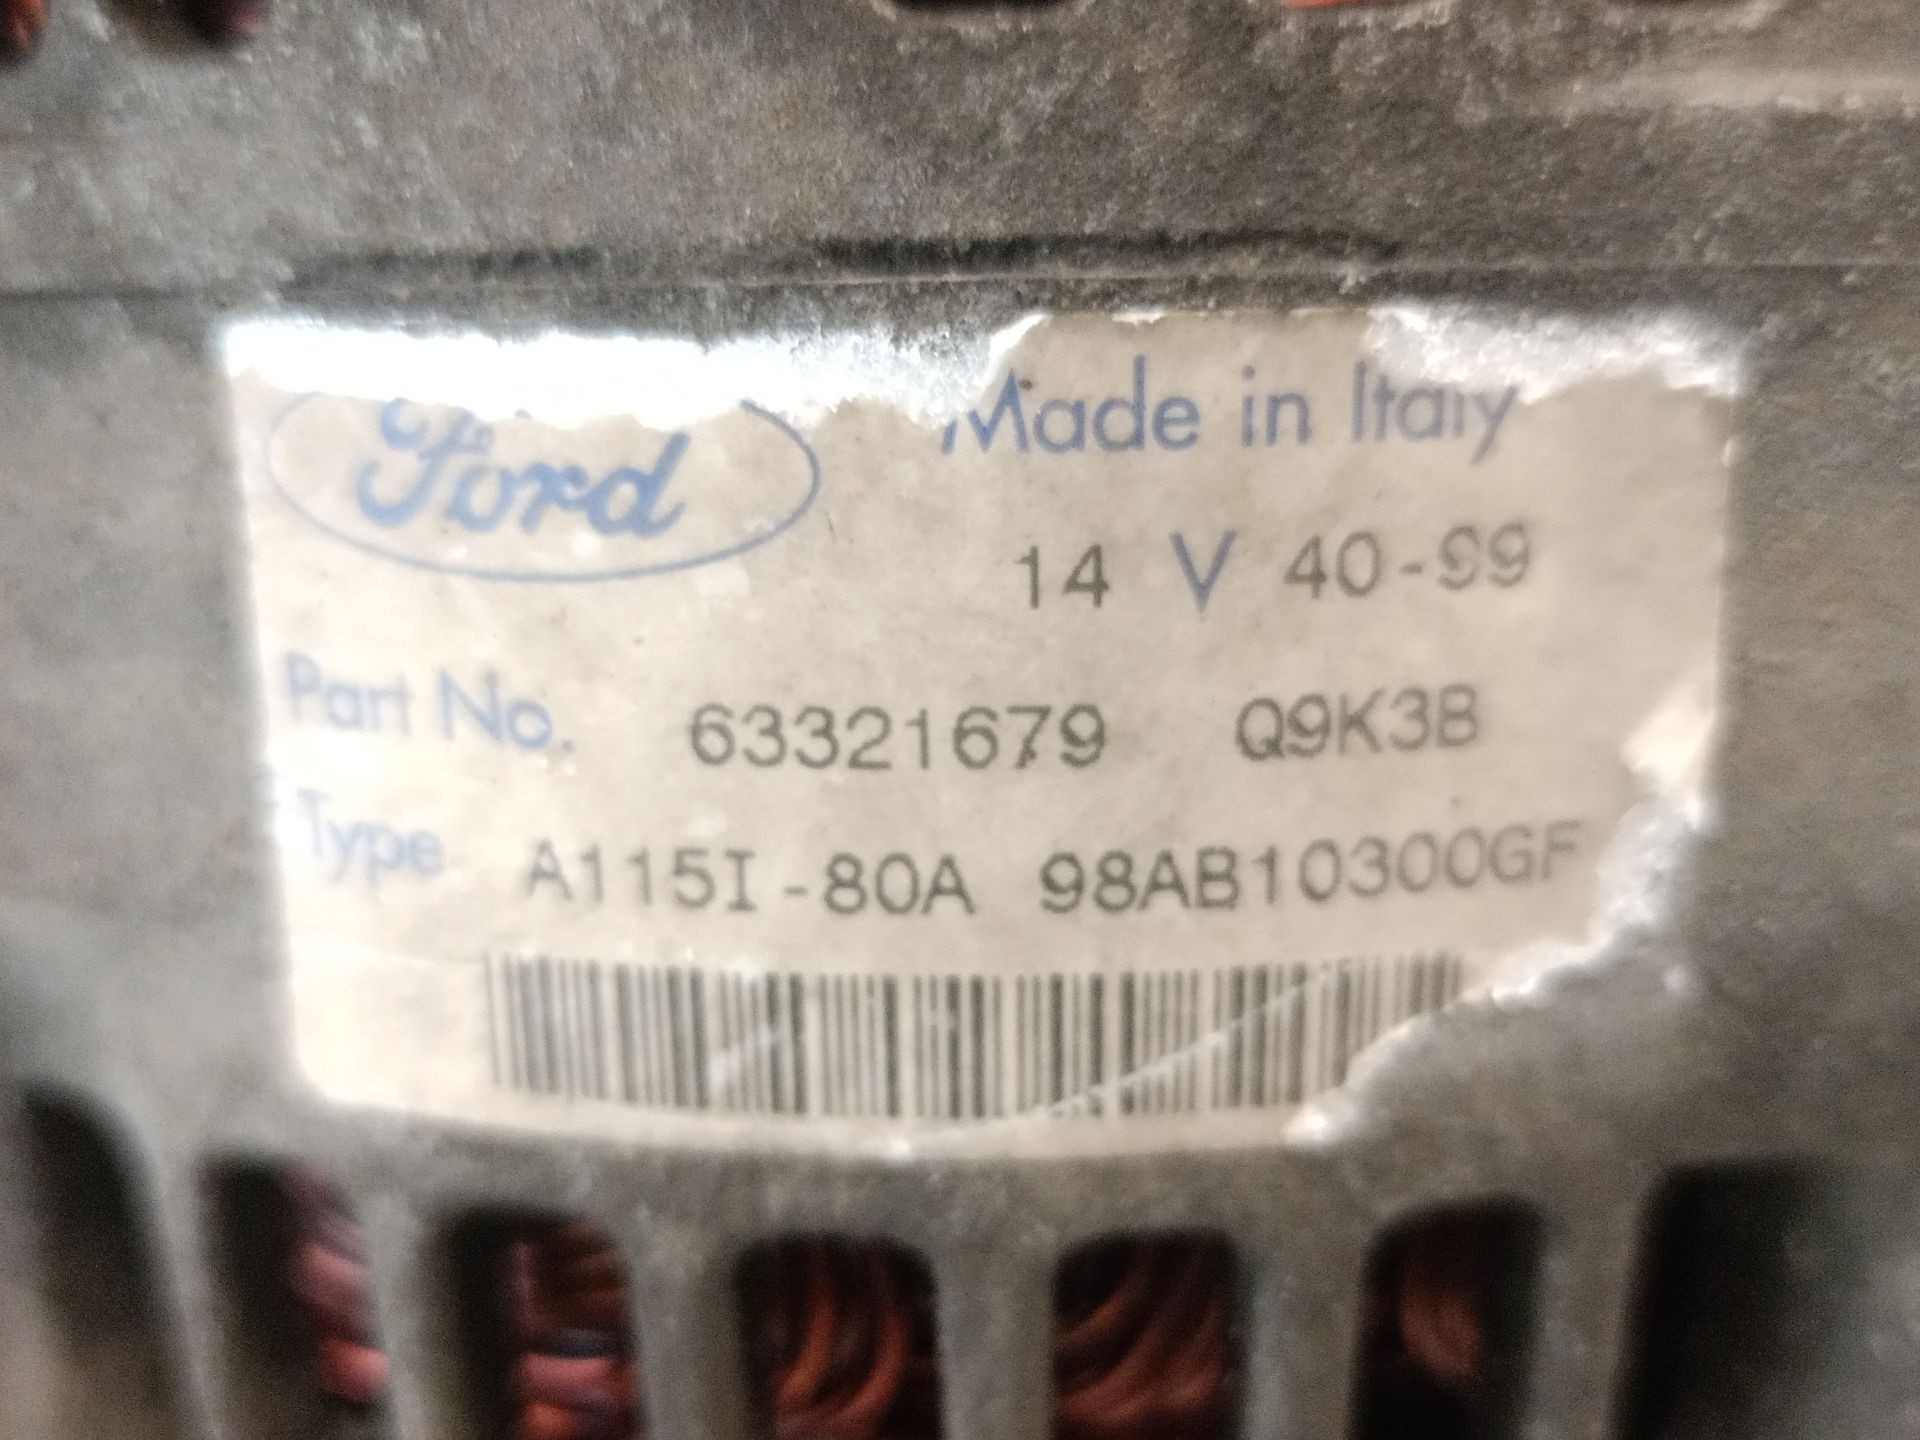 Ford Made in Italy
14 V 40-99
Part No. 63321679 Q9K3B
Type A115I-80A 98AB10300GF